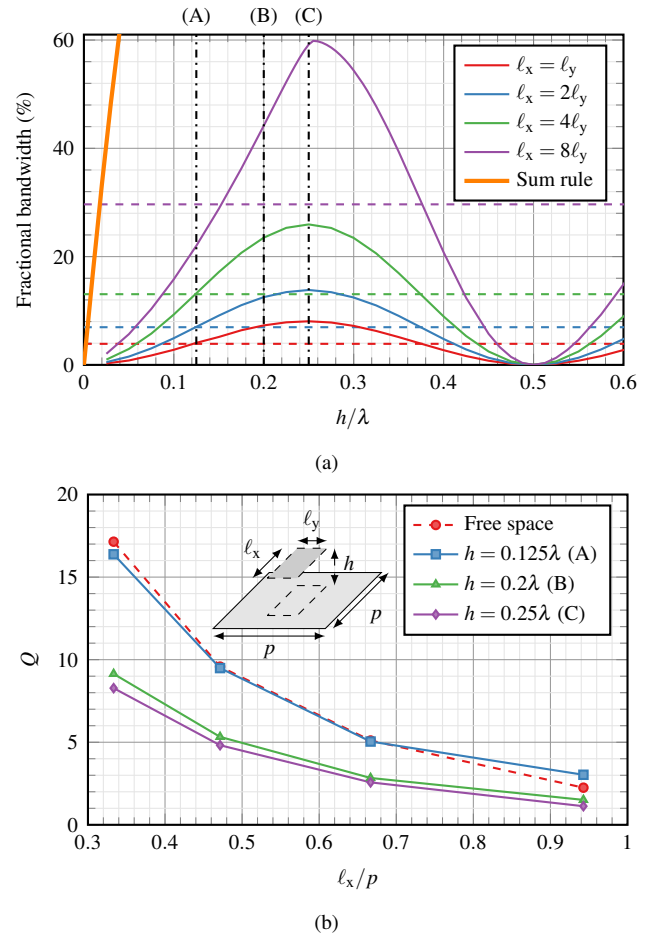 (A) (B) (C)
60
40
20
0
Fractional bandwidth (%)
ℓx = ℓy
ℓx = 2ℓy
ℓx = 4ℓy
ℓx = 8ℓy
Sum rule
0 0.1 0.2 0.3 0.4 0.5 0.6
h/λ
(a)
20
15
10
5
0
Q
Free space
h = 0.125λ (A)
h = 0.2λ (B)
h = 0.25λ (C)
ℓy
ℓx
h
p
p
0.3 0.4 0.5 0.6 0.7 0.8 0.9 1
ℓx/p
(b)